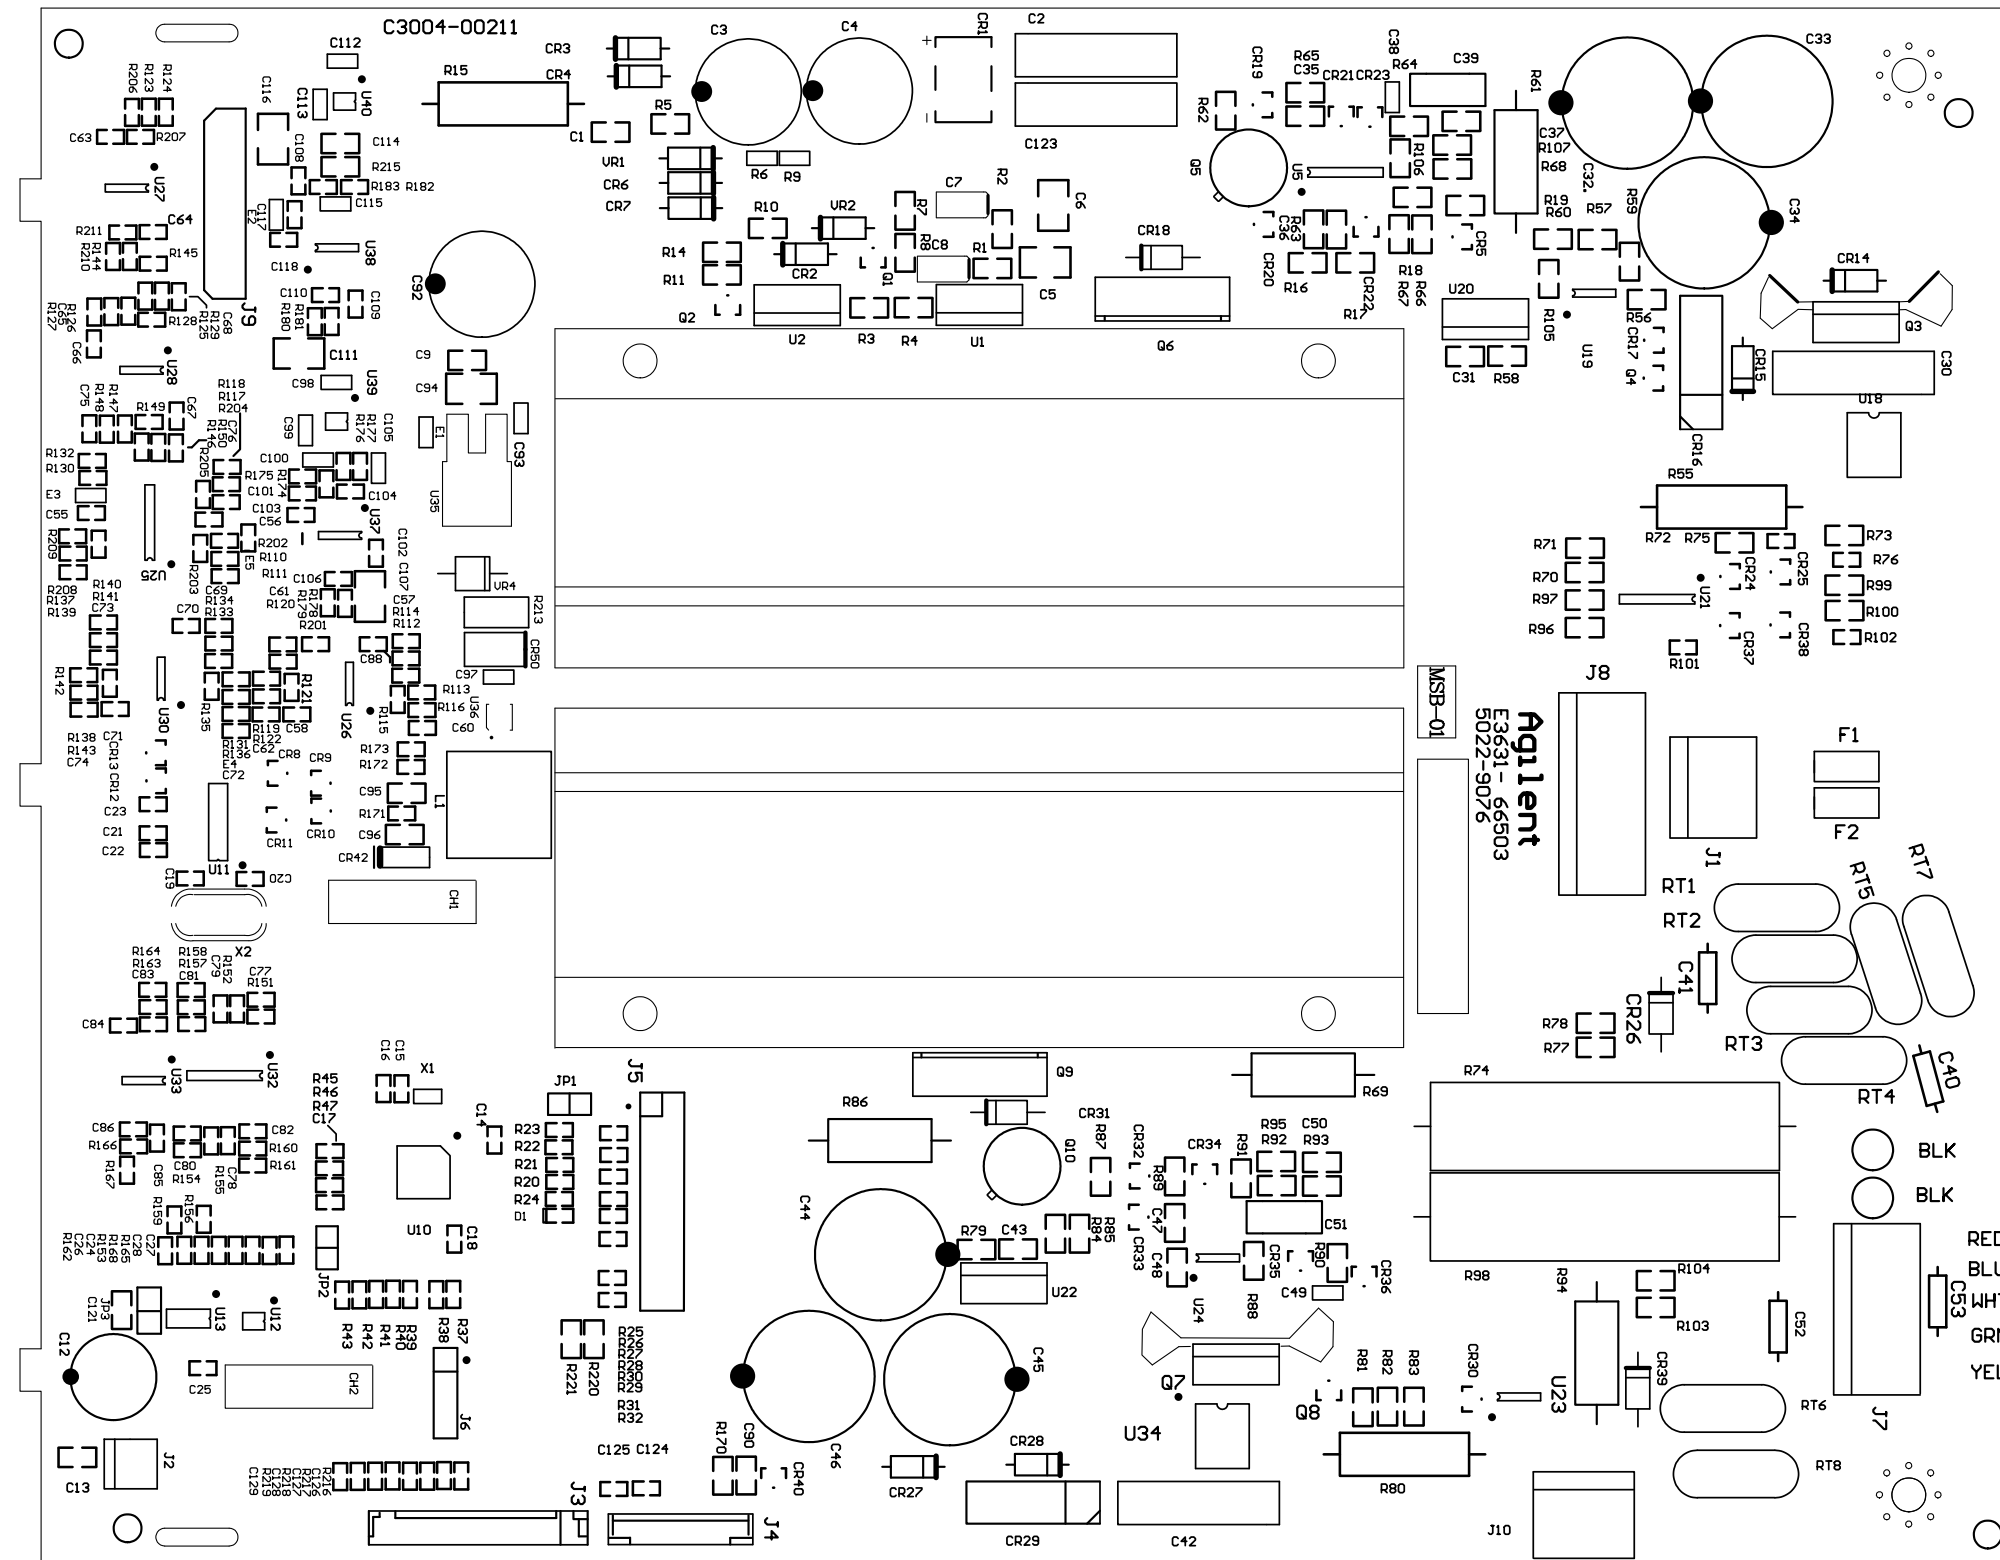 C3004-00211
C112
R206
R123
R124
C116
C113
U40
C63
R207
C108
C114
R215
R183 R182
C115
U27
E2
C117
C64
R211
R210
R144
R145
U38
C118
C110
J9
C109
R127
C65
R126
R128
R125
R129
C68
R180
R181
C66
C111
U28
C98
U39
R118
R117
R204
C75
R148
R147
R149
C67
R146
R150
C76
C99
R176
R177
C105
R132
R130
R205
R175
C100
R174
E3
C101
C104
C55
C103
C56
U37
R209
U25
R202
R110
E5
R111
C102
R203
C106
C107
R208
R137
R139
R140
R141
C73
C69
R134
R133
C70
C61
R120
R179
R178
R201
C57
R114
R112
C88
R142
R121
R113
R116
C60
U30
R135
R119
R122
C62
C58
U26
R115
R138
R143
C74
C71
CR13
CR12
R131
R136
E4
C72
CR8
CR9
R173
R172
C23
C95
C21
R171
C22
CR11
CR10
C96
U11
CR42
C19
C20
CH1
X2
L1
R15
CR3
CR4
C3
C4
CR1
+
-
C2
C123
C1
R5
VR1
CR6
CR7
R6
R9
R10
VR2
R7
R8
C7
C8
R2
C6
R14
R11
CR2
Q1
R1
C5
Q2
U2
R3
R4
U1
C92
C9
C94
E1
C93
U35
VR4
R213
CR50
C97
U36
CR19
R65
C35
CR21
CR23
C38
R64
C39
R62
Q5
U5
R106
R61
C37
R107
R68
C33
C32.
R19
R60
R57
R59
C34
CR18
Q6
C36
R63
CR20
R16
CR22
R17
R18
R67
R66
CR5
U20
C31
R58
R105
U19
R56
CR17
Q4
CR14
Q3
CR15
C30
U18
CR16
R55
R71
R70
R97
R96
R72
R75
R73
R76
CR24
CR25
R99
R100
R102
U21
CR37
CR38
R101
MSB-01
Agilent
E3631- 66503
5022-9076
J8
J1
F1
F2
RT1
RT2
RT5
RT7
C41
CR26
RT3
RT4
C40
R78
R77
R164
R163
C83
R158
R157
C81
C79
R152
C77
R151
C84
U33
U32
R45
R46
R47
C17
C16
C15
X1
C14
C86
R166
R167
C85
C80
R154
R155
C78
C82
R160
R161
R159
R156
U10
C18
R162
C26
C24
R153
R168
R165
C28
C27
JP2
JP3
C121
U13
U12
C12
R43
R42
R41
R40
R39
R38
R37
C25
CH2
J6
C13
J2
C129
R219
C128
R218
C127
R217
C126
R216
JP1
J5
R23
R22
R21
R20
R24
D1
R221
R220
R25
R26
R27
R28
R30
R29
R31
R32
C125 C124
J3
J4
R170
C90
CR40
R86
Q9
Q10
C44
R79
C43
R84
R85
U22
C45
C46
CR27
CR28
CR29
R69
CR31
R87
CR32
R89
CR34
R91
R95
R92
C50
R93
C47
C51
CR33
C48
CR35
R90
CR36
U24
R88
C49
Q7
U34
Q8
R81
R82
R83
CR30
U23
R80
C42
R74
R98
R94
R104
R103
CR39
C52
RT6
RT8
J10
J7
C53
BLK
BLK
RED
BLU
WHT
GRN
YEL